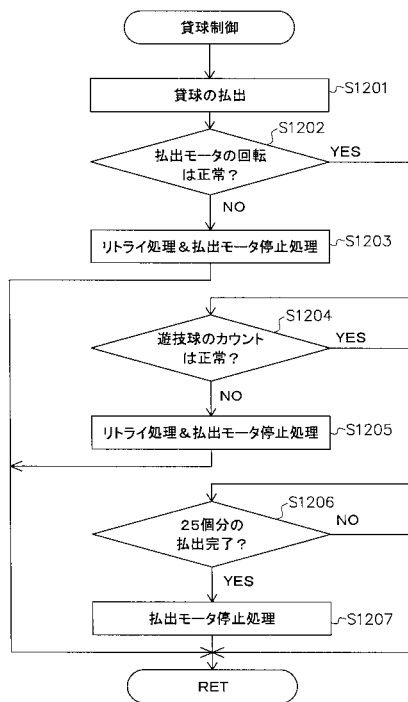 貸球制御
貸球の払出
S1201
S1202
払出モータの回転
は正常?
YES
NO
リトライ処理&払出モータ停止処理
S1203
S1204
遊技球のカウント
は正常?
YES
NO
リトライ処理&払出モータ停止処理
S1205
S1206
25個分の
払出完了?
NO
YES
払出モータ停止処理
S1207
RET